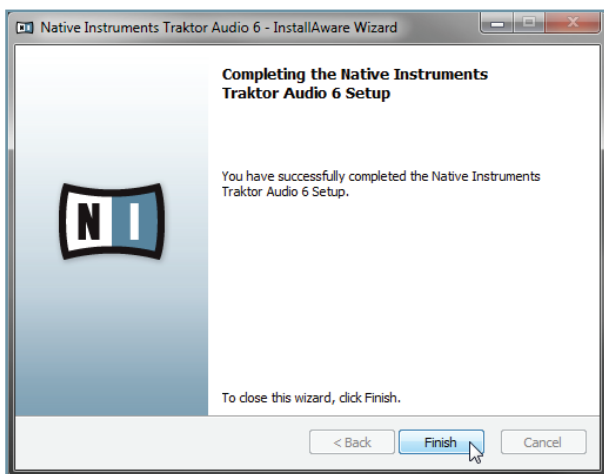 Native Instruments Traktor Audio 6 - InstallAware Wizard
Completing the Native Instruments
Traktor Audio 6 Setup
You have successfully completed the Native Instruments
Traktor Audio 6 Setup.
N I
To close this wizard, click Finish.
< Back Finish Cancel